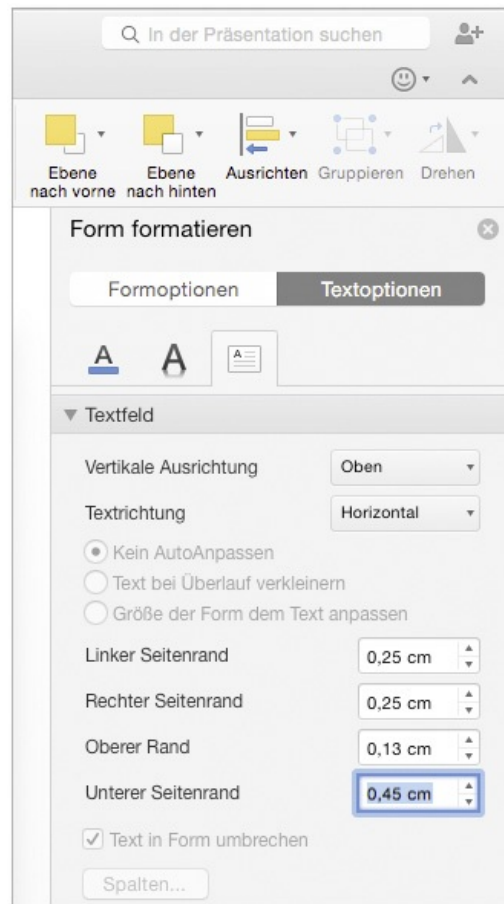 In der Präsentation suchen
Ebene nach vorne
Ebene nach hinten
Ausrichten
Gruppieren
Drehen
Form formatieren
Formoptionen
Textoptionen
A
A
A
Textfeld
Vertikale Ausrichtung
Oben
Textrichtung
Horizontal
Kein AutoAnpassen
Text bei Überlauf verkleinern
Größe der Form dem Text anpassen
Linker Seitenrand
0,25 cm
Rechter Seitenrand
0,25 cm
Oberer Rand
0,13 cm
Unterer Seitenrand
0,45 cm
Text in Form umbrechen
Spalten...